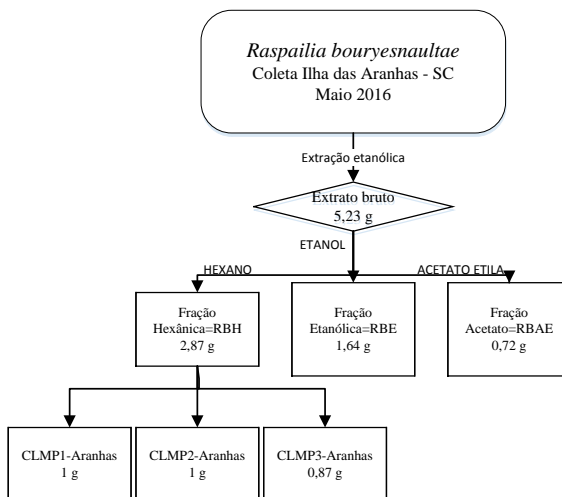 Raspailia bouryesnaultae
Coleta Ilha das Aranhas - SC
Maio 2016
Extração etanólica
Extrato bruto
5,23 g
ETANOL
HEXANO
ACETATO ETILA
Fração
Hexânica=RBH
2,87 g
Fração
Etanólica=RBE
1,64 g
Fração
Acetato=RBAE
0,72 g
CLMP1-Aranhas
1 g
CLMP2-Aranhas
1 g
CLMP3-Aranhas
0,87 g